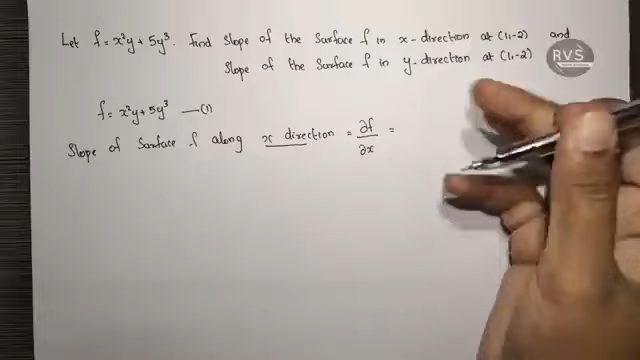 Let f = x²y + 5y³. Find Slope of the Surface f in x-direction at (1,-2) and
Slope of the Surface f in y-direction at (1,-2)
RVS
f = x²y + 5y³ —(1)
Slope of Surface f along x direction = ∂f/∂x =